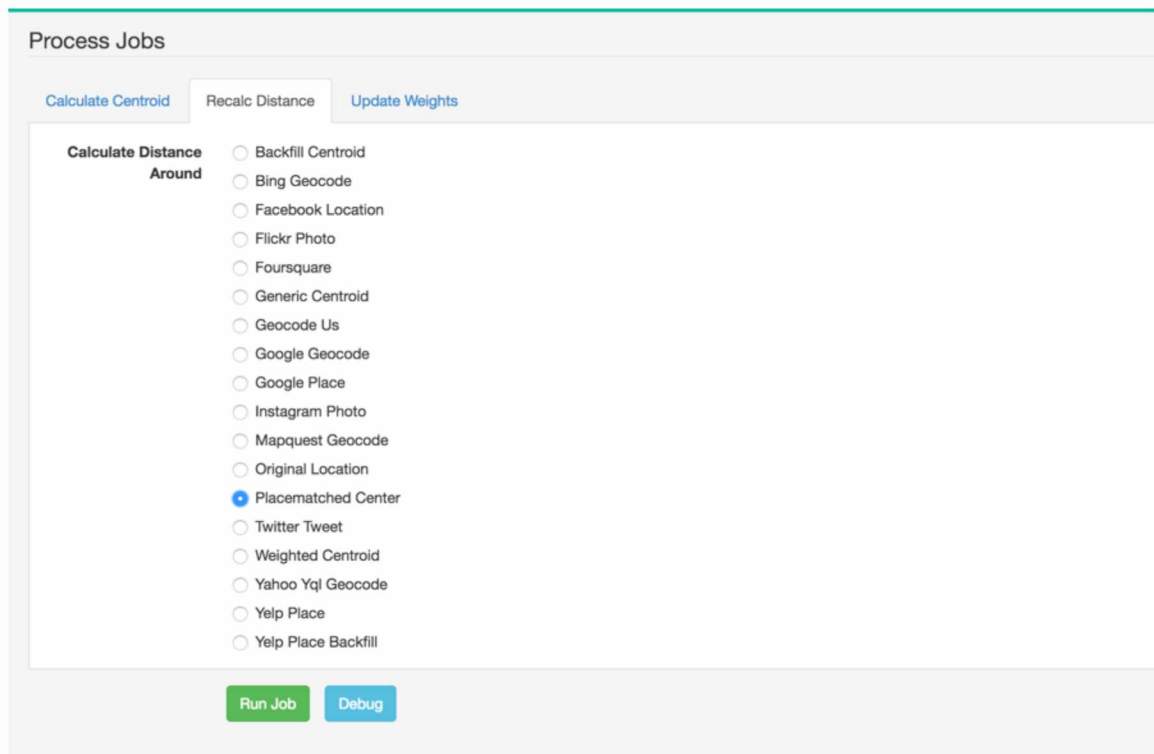 Process Jobs
Calculate Centroid Recalc Distance Update Weights
Calculate Distance Around
Backfill Centroid
Bing Geocode
Facebook Location
Flickr Photo
Foursquare
Generic Centroid
Geocode Us
Google Geocode
Google Place
Instagram Photo
Mapquest Geocode
Original Location
Placematched Center
Twitter Tweet
Weighted Centroid
Yahoo Yql Geocode
Yelp Place
Yelp Place Backfill
Run Job Debug